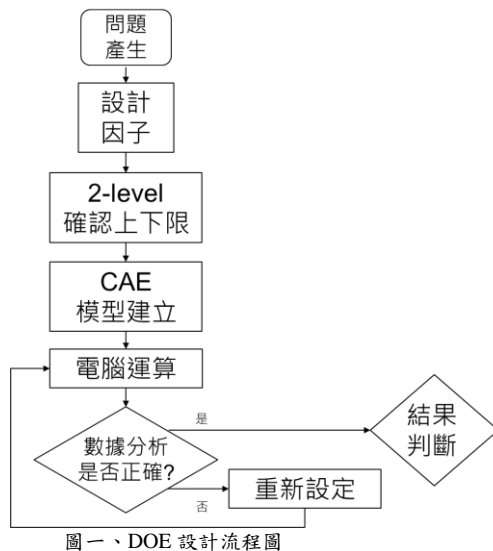 問題
產生
設計
因子
2-level
確認上下限
CAE
模型建立
電腦運算
數據分析
是否正確?
是
結果
判斷
否
重新設定
圖一、DOE 設計流程圖